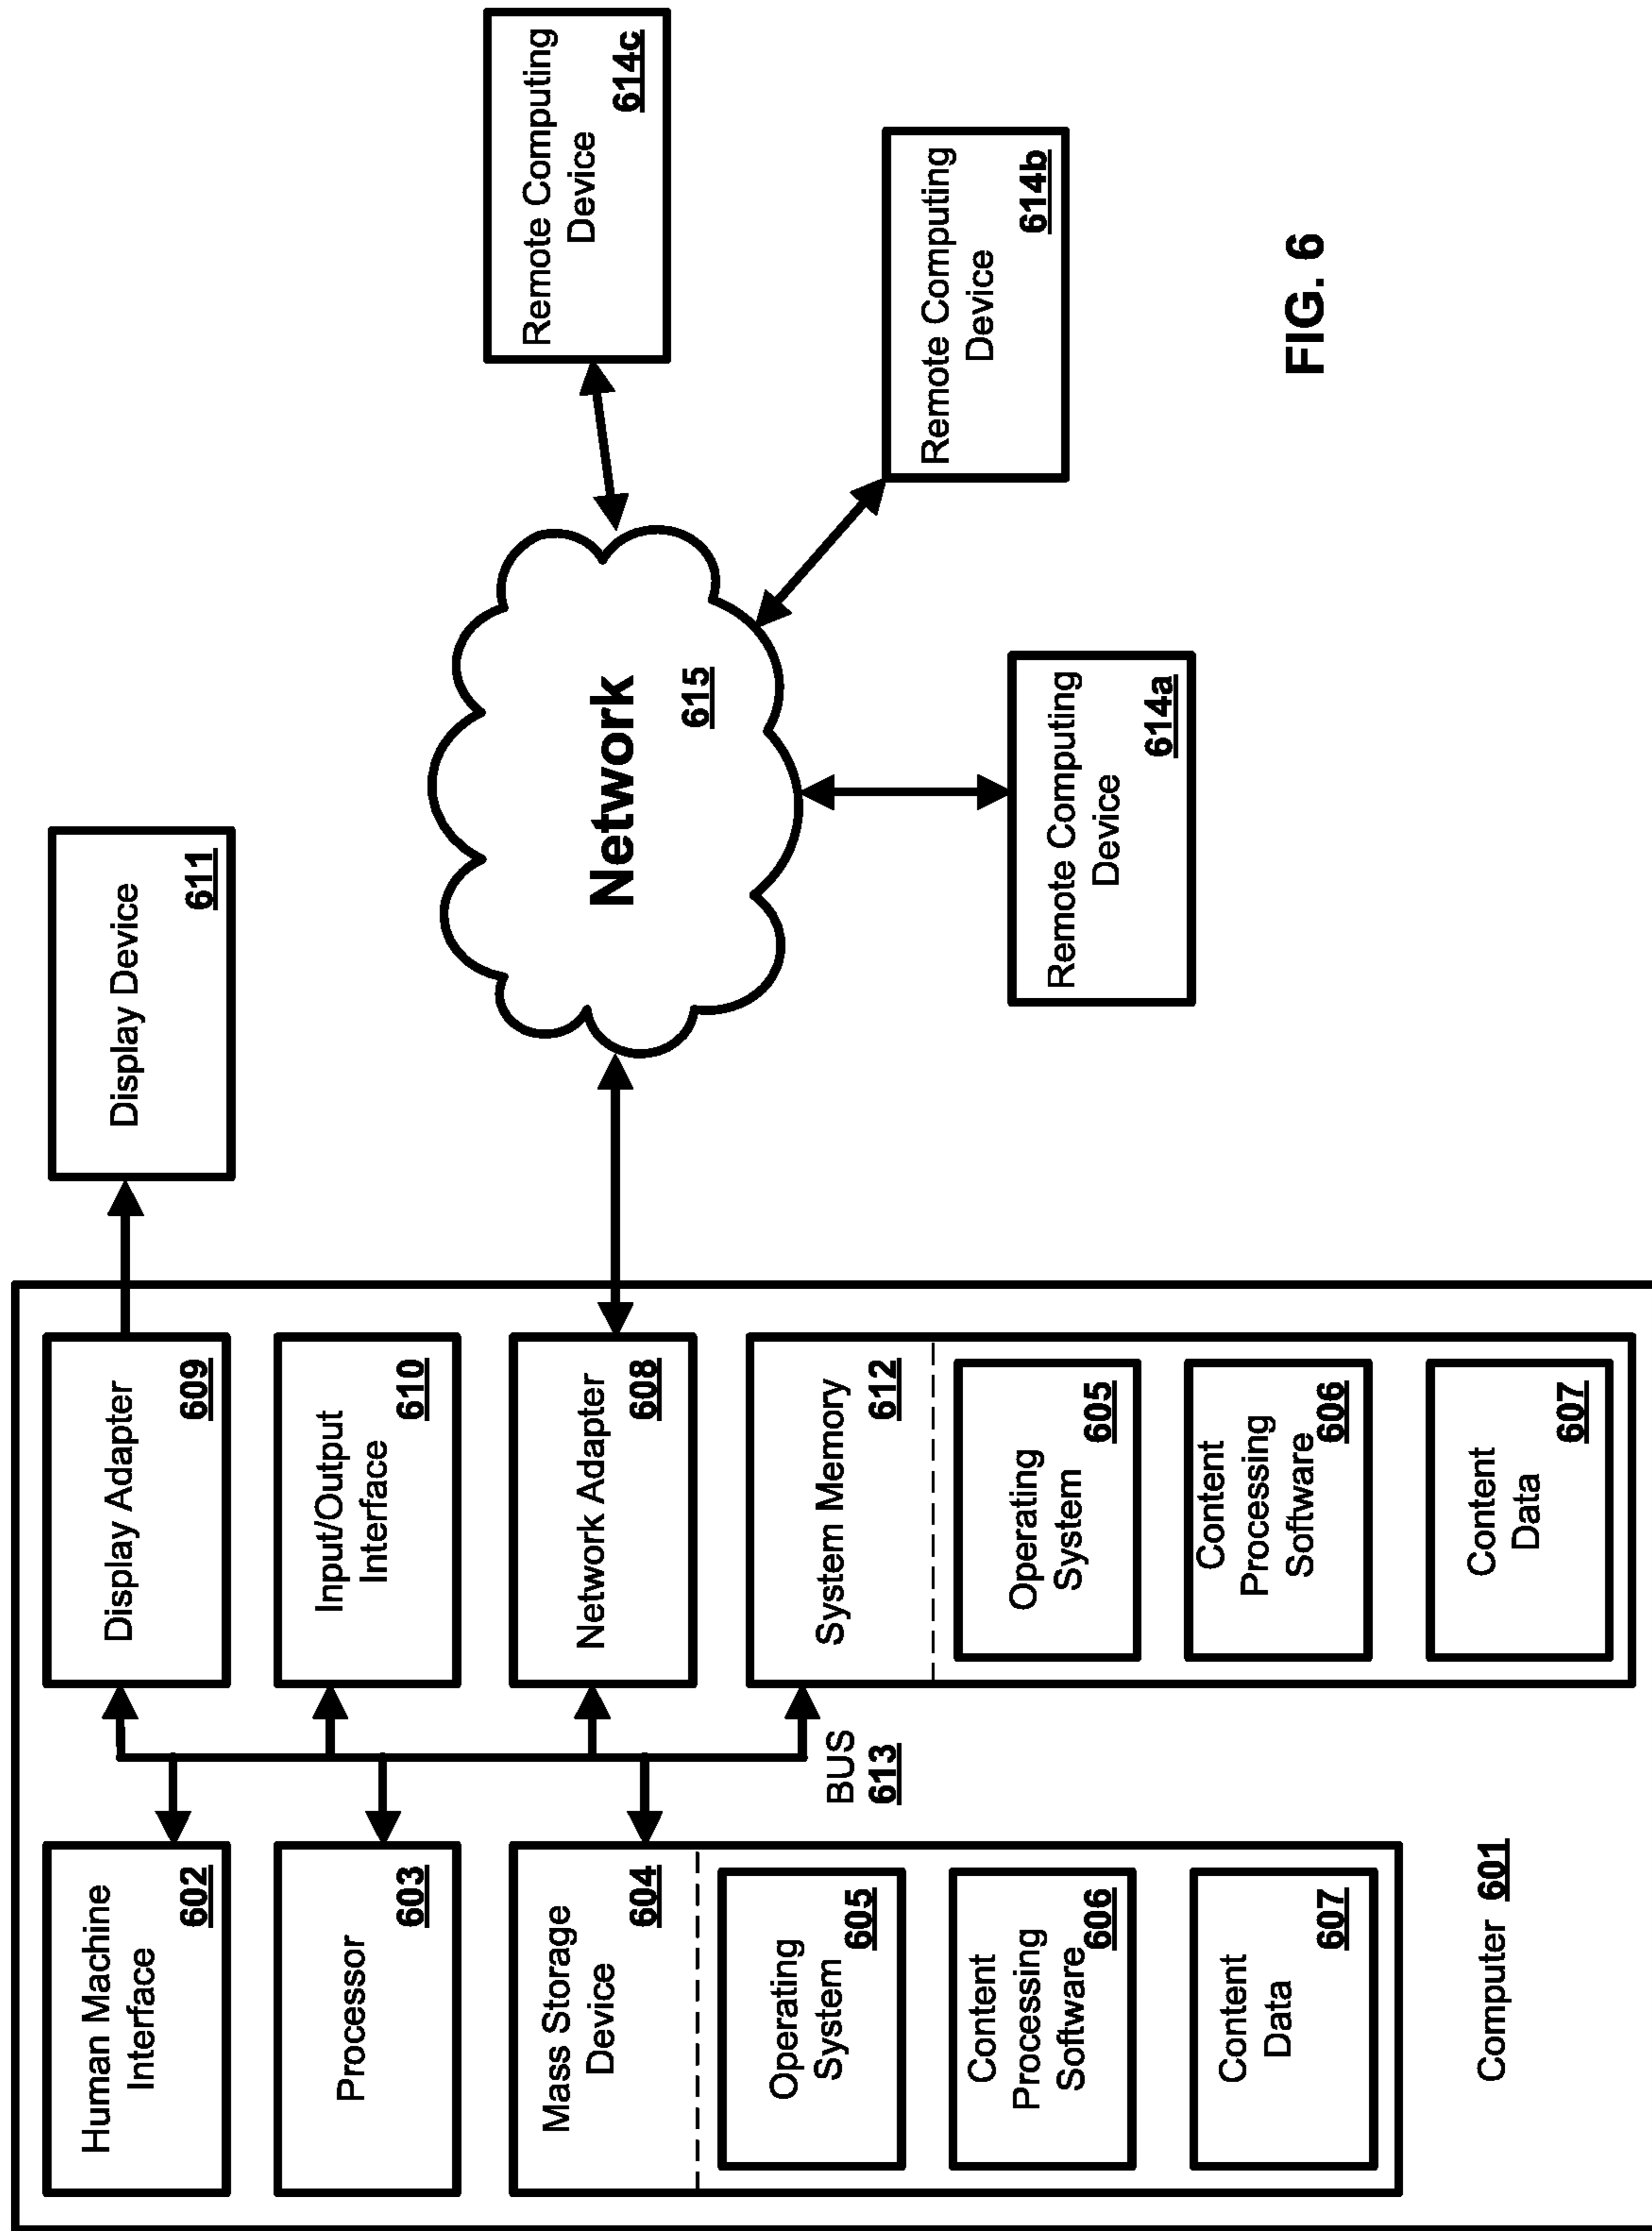 Human Machine
Interface
602
Processor
603
Mass Storage
Device
604
Operating
System
605
Content
Processing
Software
606
Content
Data
607
Computer 601
BUS
613
Display Adapter
609
Input/Output
Interface
610
Network Adapter
608
System Memory
612
Operating
System
605
Content
Processing
Software
606
Content
Data
607
Display Device
611
Network
615
Remote Computing
Device
614a
Remote Computing
Device
614b
Remote Computing
Device
614c
FIG. 6